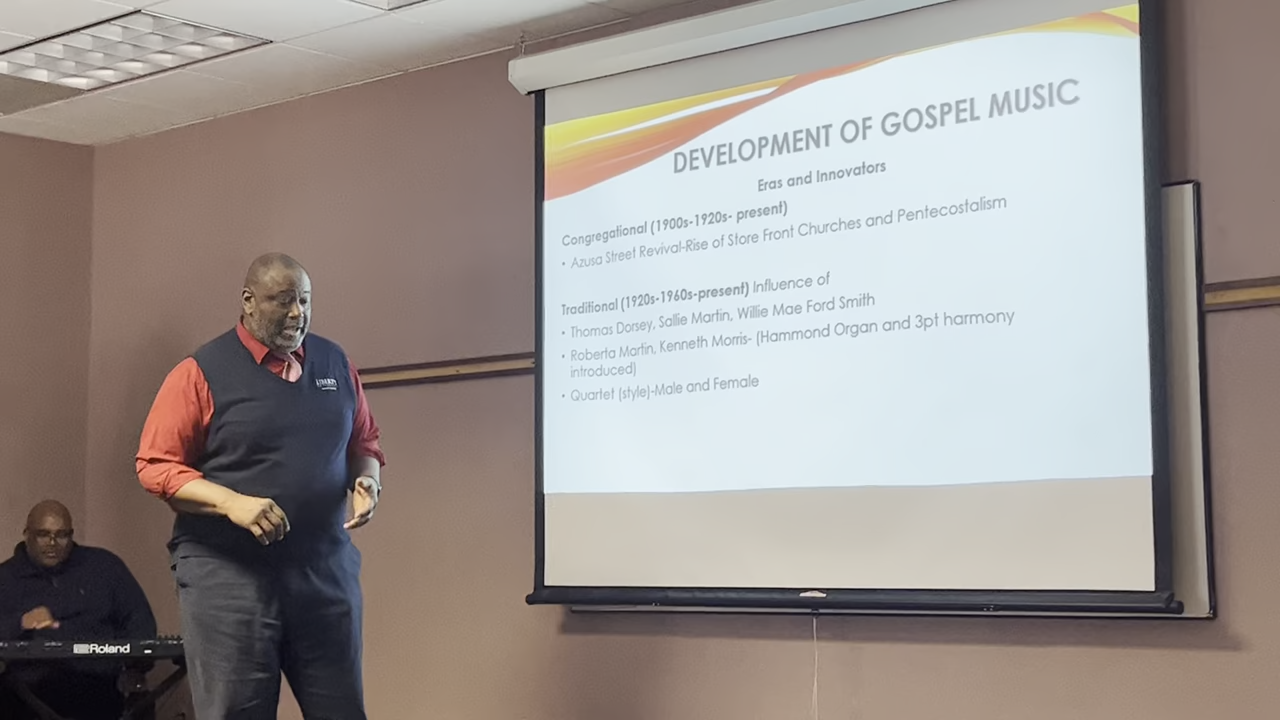 DEVELOPMENT OF GOSPEL MUSIC
Eras and Innovators
Congregational (1900s-1920s- present)
• Azusa Street Revival-Rise of Store Front Churches and Pentecostalism
Traditional (1920s-1960s-present) Influence of
• Thomas Dorsey, Sallie Martin, Willie Mae Ford Smith
• Roberta Martin, Kenneth Morris- (Hammond Organ and 3pt harmony
introduced)
• Quartet (style)-Male and Female
Roland